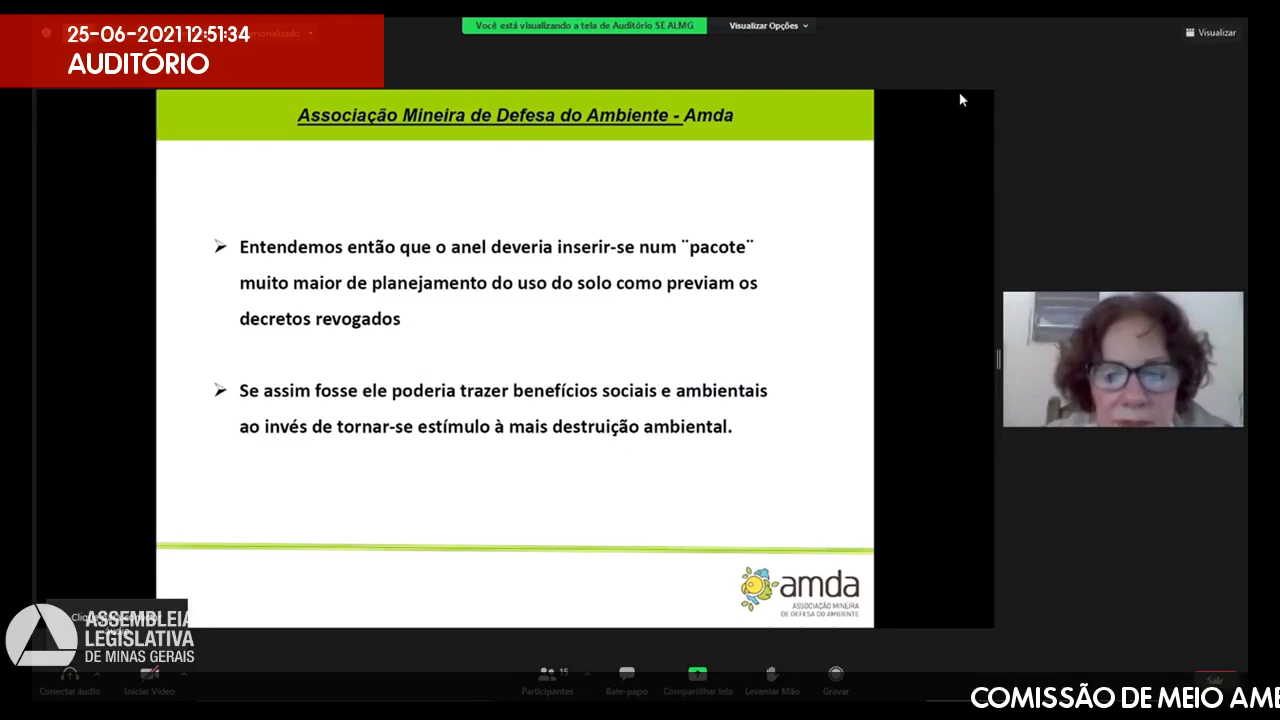 25-06-2021 12:51:34
AUDITÓRIO
Você está visualizando a tela de Auditório SE ALMG
Visualizar Opções
Visualizar
Associação Mineira de Defesa do Ambiente - Amda
➢ Entendemos então que o anel deveria inserir-se num ¨pacote¨
muito maior de planejamento do uso do solo como previam os
decretos revogados
➢ Se assim fosse ele poderia trazer benefícios sociais e ambientais
ao invés de tornar-se estímulo à mais destruição ambiental.
amda
ASSOCIAÇÃO MINEIRA
DE DEFESA DO AMBIENTE
ASSEMBLEIA
LEGISLATIVA
DE MINAS GERAIS
Conectar áudio
Iniciar Vídeo
15
Participantes
Bate-papo
Compartilhar tela
Levantar Mão
Gravar
Sair
COMISSÃO DE MEIO AM